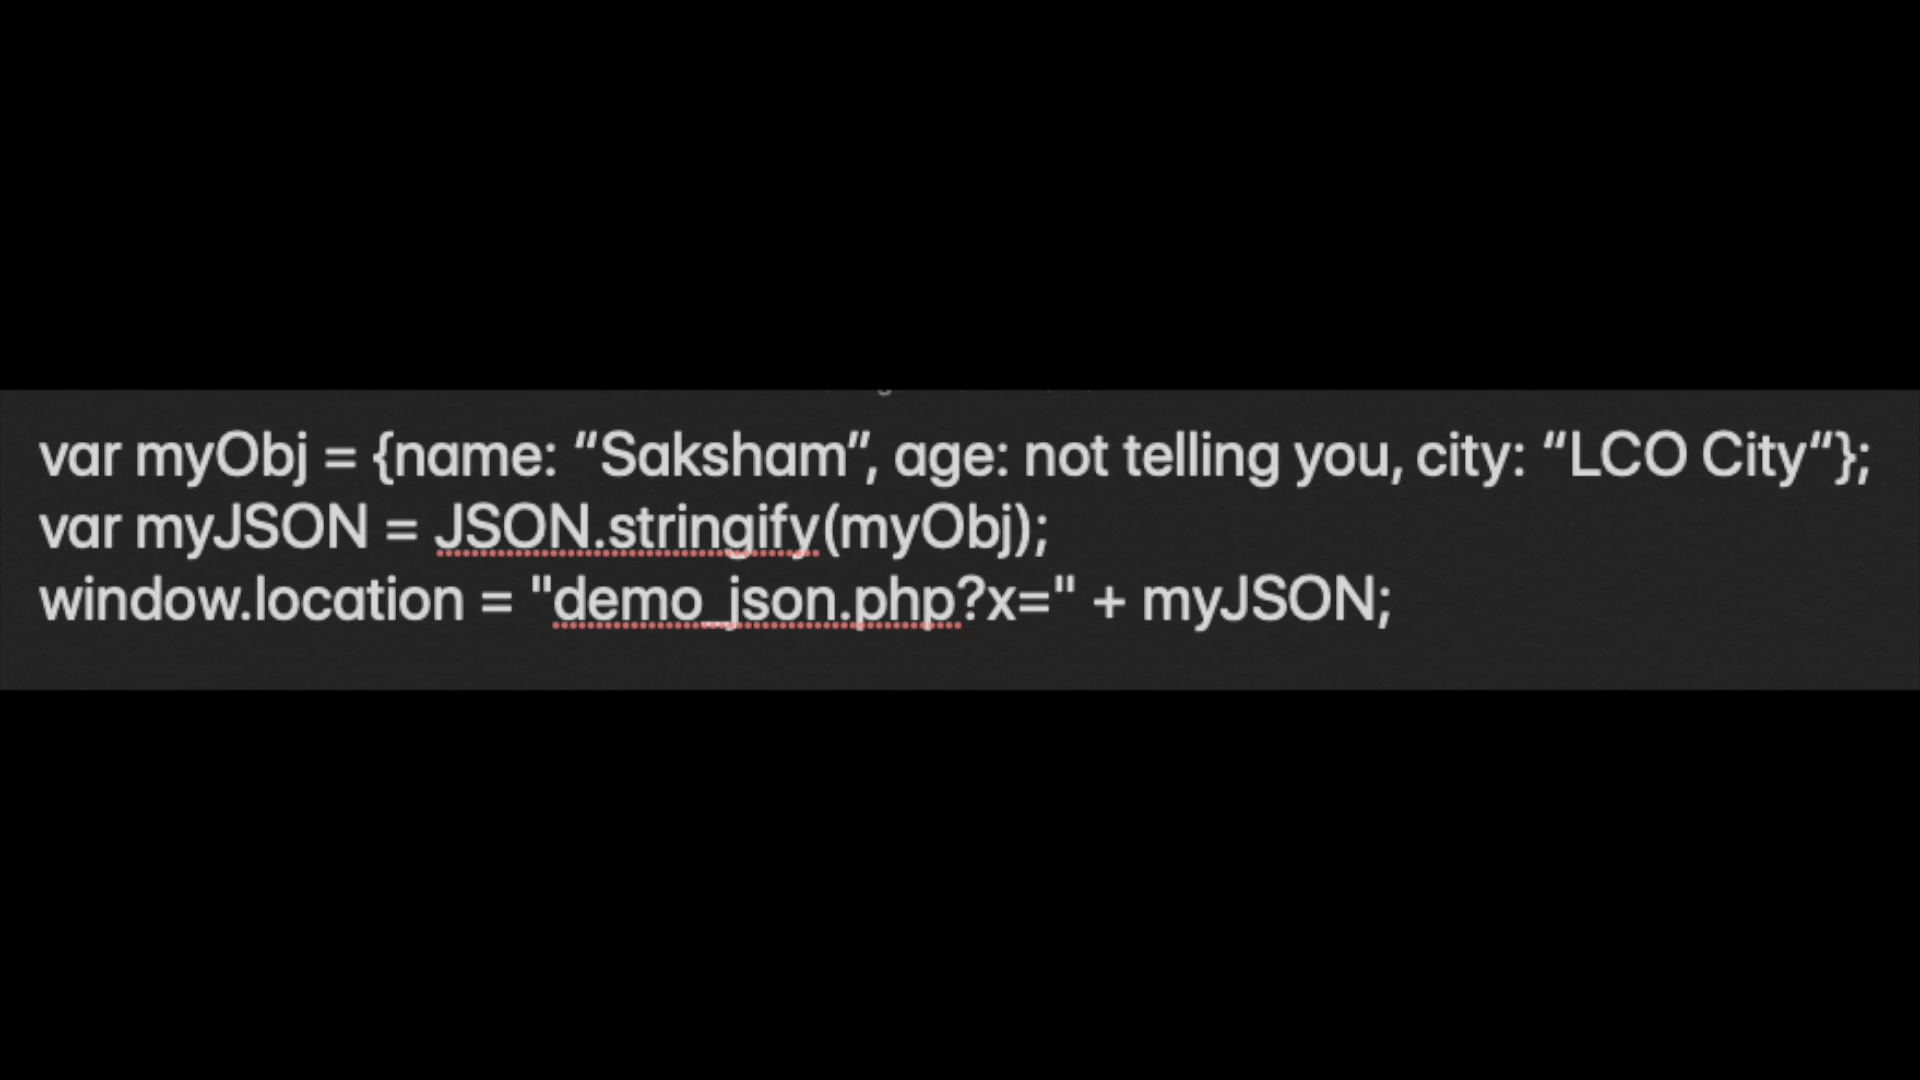 var myObj = {name: “Saksham”, age: not telling you, city: “LCO City“};
var myJSON = JSON.stringify(myObj);
window.location = "demo_json.php?x=" + myJSON;